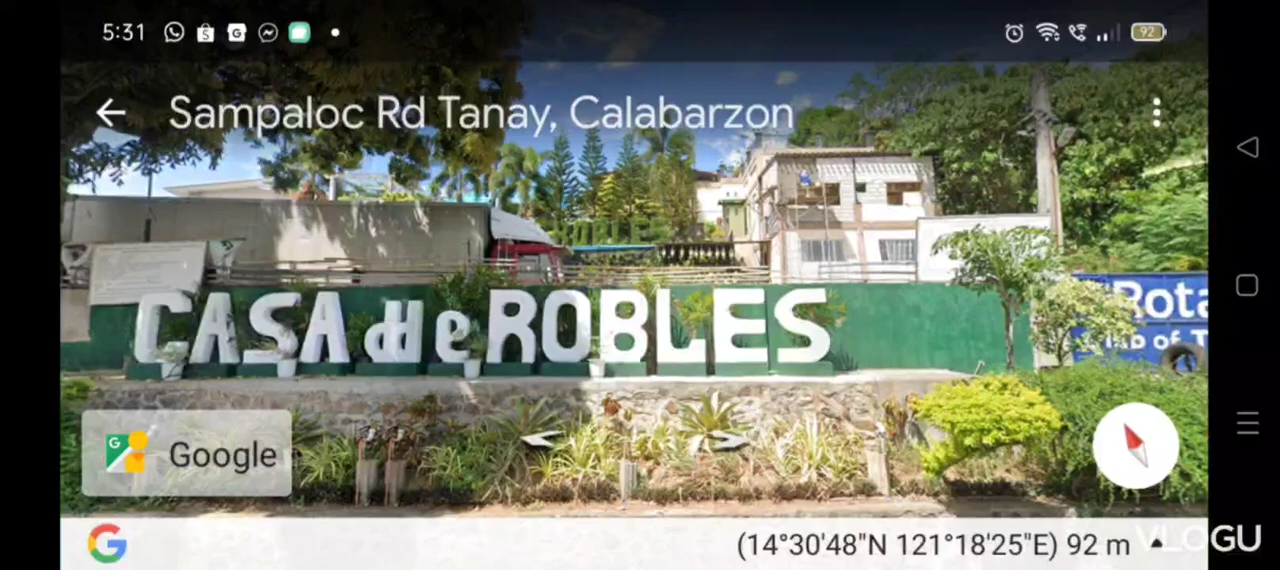 5:31
92
Sampaloc Rd Tanay, Calabarzon
CASA de ROBLES
Rota
of T
Google
(14°30'48"N 121°18'25"E) 92 m
VLOGU